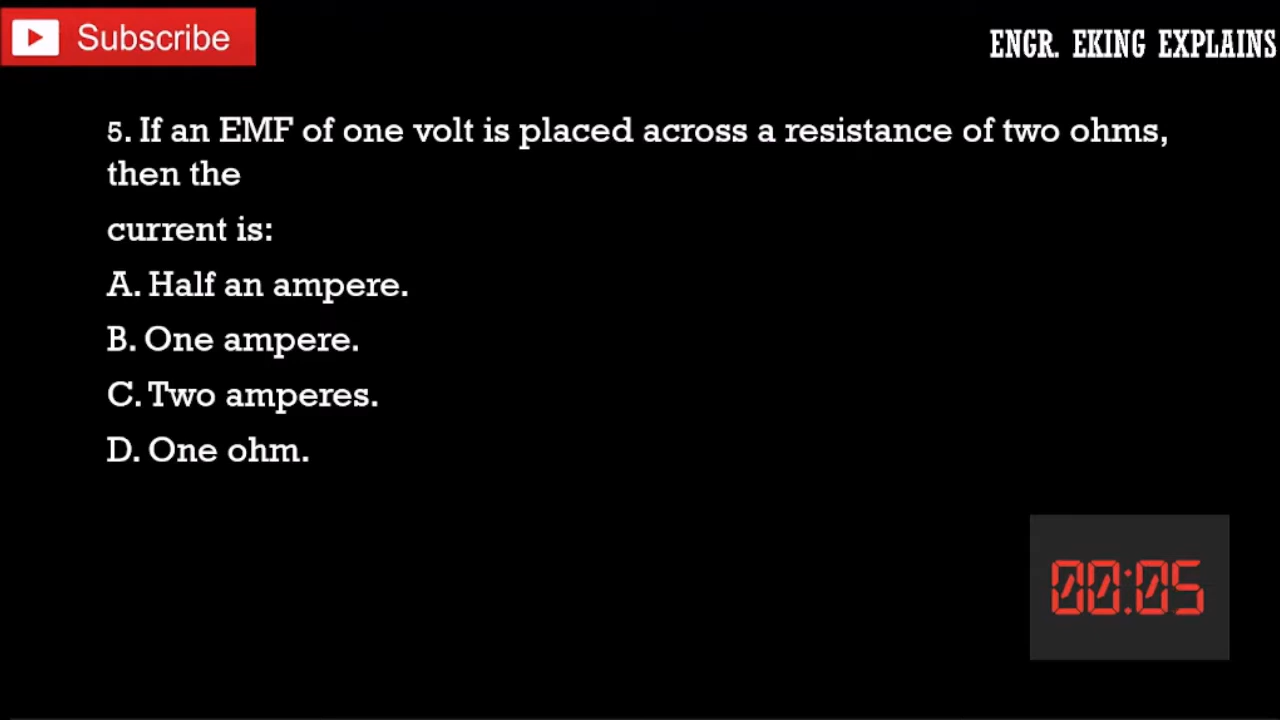 Subscribe
ENGR. EKING EXPLAINS
5. If an EMF of one volt is placed across a resistance of two ohms,
then the
current is:
A. Half an ampere.
B. One ampere.
C. Two amperes.
D. One ohm.
00:05